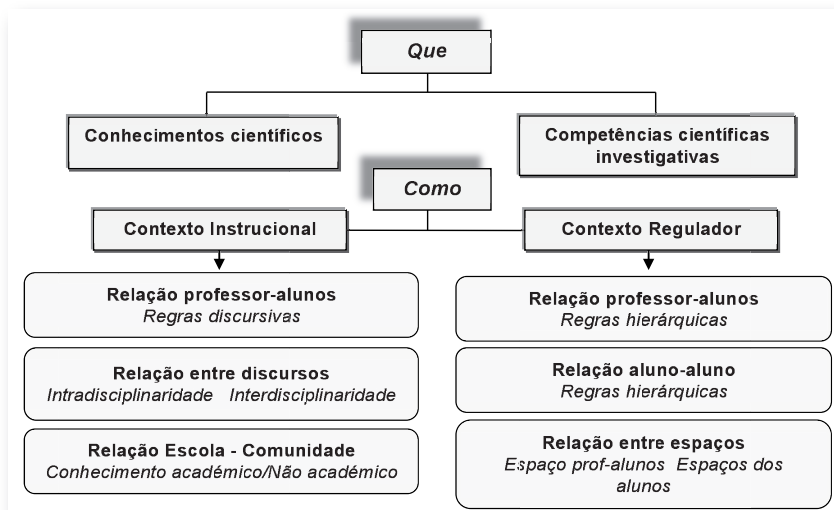 Que
Conhecimentos científicos
Competências científicas
investigativas
Como
Contexto Instrucional
Contexto Regulador
Relação professor-alunos
Regras discursivas
Relação entre discursos
Intradisciplinaridade Interdisciplinaridade
Relação Escola - Comunidade
Conhecimento académico/Não académico
Relação professor-alunos
Regras hierárquicas
Relação aluno-aluno
Regras hierárquicas
Relação entre espaços
Espaço prof-alunos Espaços dos
alunos